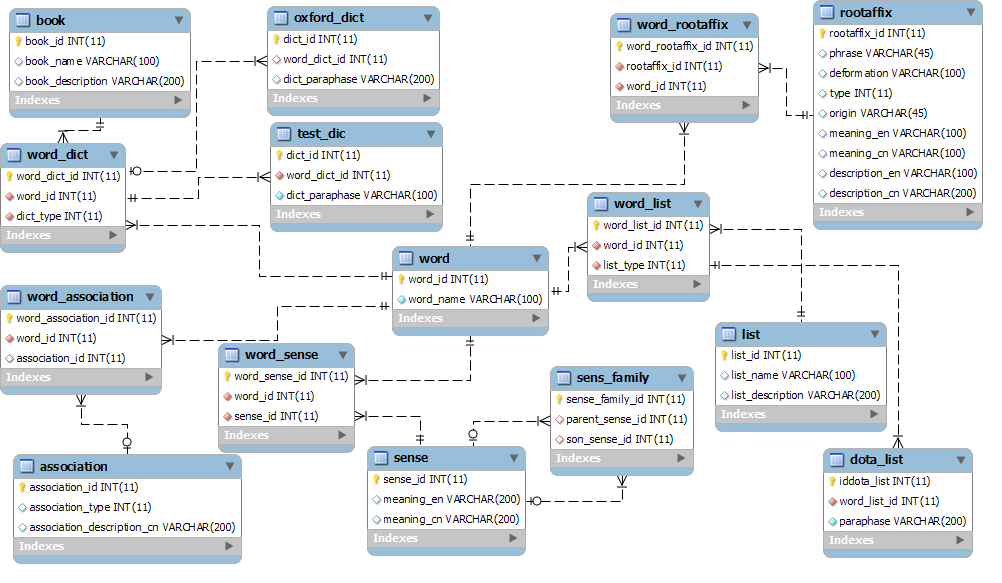 book
book_id INT(11)
book_name VARCHAR(100)
book_description VARCHAR(200)
Indexes
oxford_dict
dict_id INT(11)
word_dict_id INT(11)
dict_paraphase VARCHAR(200)
Indexes
word_rootaffix
word_rootaffix_id INT(11)
rootaffix_id INT(11)
word_id INT(11)
Indexes
rootaffix
rootaffix_id INT(11)
phrase VARCHAR(45)
deformation VARCHAR(100)
type INT(11)
origin VARCHAR(45)
meaning_en VARCHAR(100)
meaning_cn VARCHAR(100)
description_en VARCHAR(100)
description_cn VARCHAR(200)
Indexes
test_dic
dict_id INT(11)
word_dict_id INT(11)
dict_paraphase VARCHAR(100)
Indexes
word_dict
word_dict_id INT(11)
word_id INT(11)
dict_type INT(11)
Indexes
word_list
word_list_id INT(11)
word_id INT(11)
list_type INT(11)
Indexes
word
word_id INT(11)
word_name VARCHAR(100)
Indexes
word_association
word_association_id INT(11)
word_id INT(11)
association_id INT(11)
Indexes
word_sense
word_sense_id INT(11)
word_id INT(11)
sense_id INT(11)
Indexes
list
list_id INT(11)
list_name VARCHAR(100)
list_description VARCHAR(200)
Indexes
sens_family
sense_family_id INT(11)
parent_sense_id INT(11)
son_sense_id INT(11)
Indexes
association
association_id INT(11)
association_type INT(11)
association_description_cn VARCHAR(200)
Indexes
sense
sense_id INT(11)
meaning_en VARCHAR(200)
meaning_cn VARCHAR(200)
Indexes
dota_list
iddota_list INT(11)
word_list_id INT(11)
paraphase VARCHAR(200)
Indexes